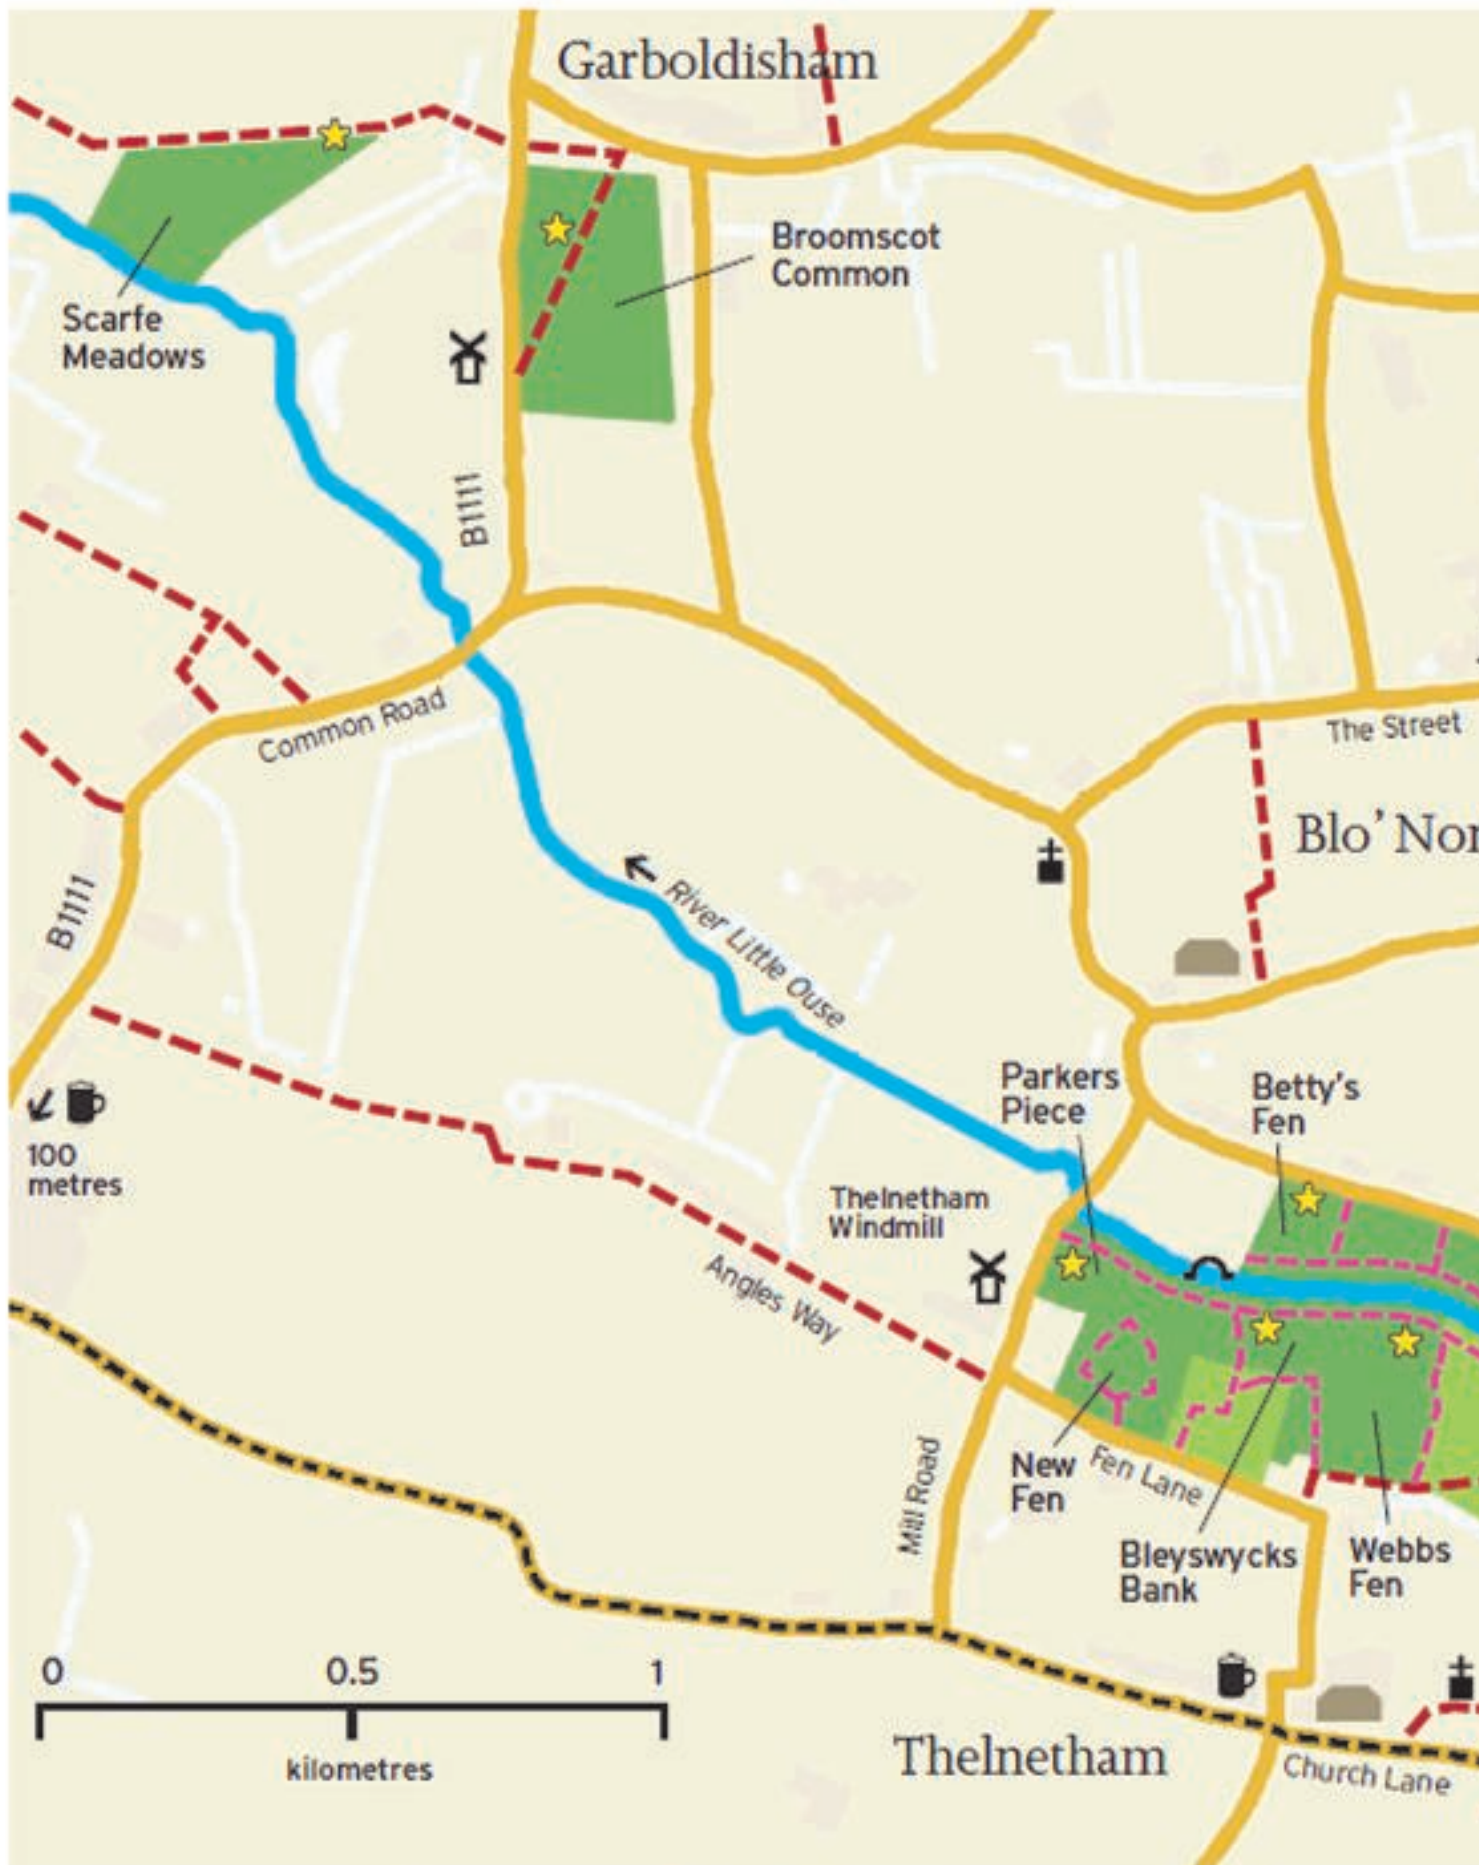 Garboldisham
Broomscot
Common
Scarfe
Meadows
B1111
Common Road
The Street
Blo' Nor
B1111
River Little Ouse
Parkers
Piece
Betty's
Fen
100
metres
Thelnetham
Windmill
Angles Way
New
Fen
Fen Lane
Mill Road
Bleyswycks
Bank
Webbs
Fen
0 0.5 1
kilometres
Thelnetham
Church Lane